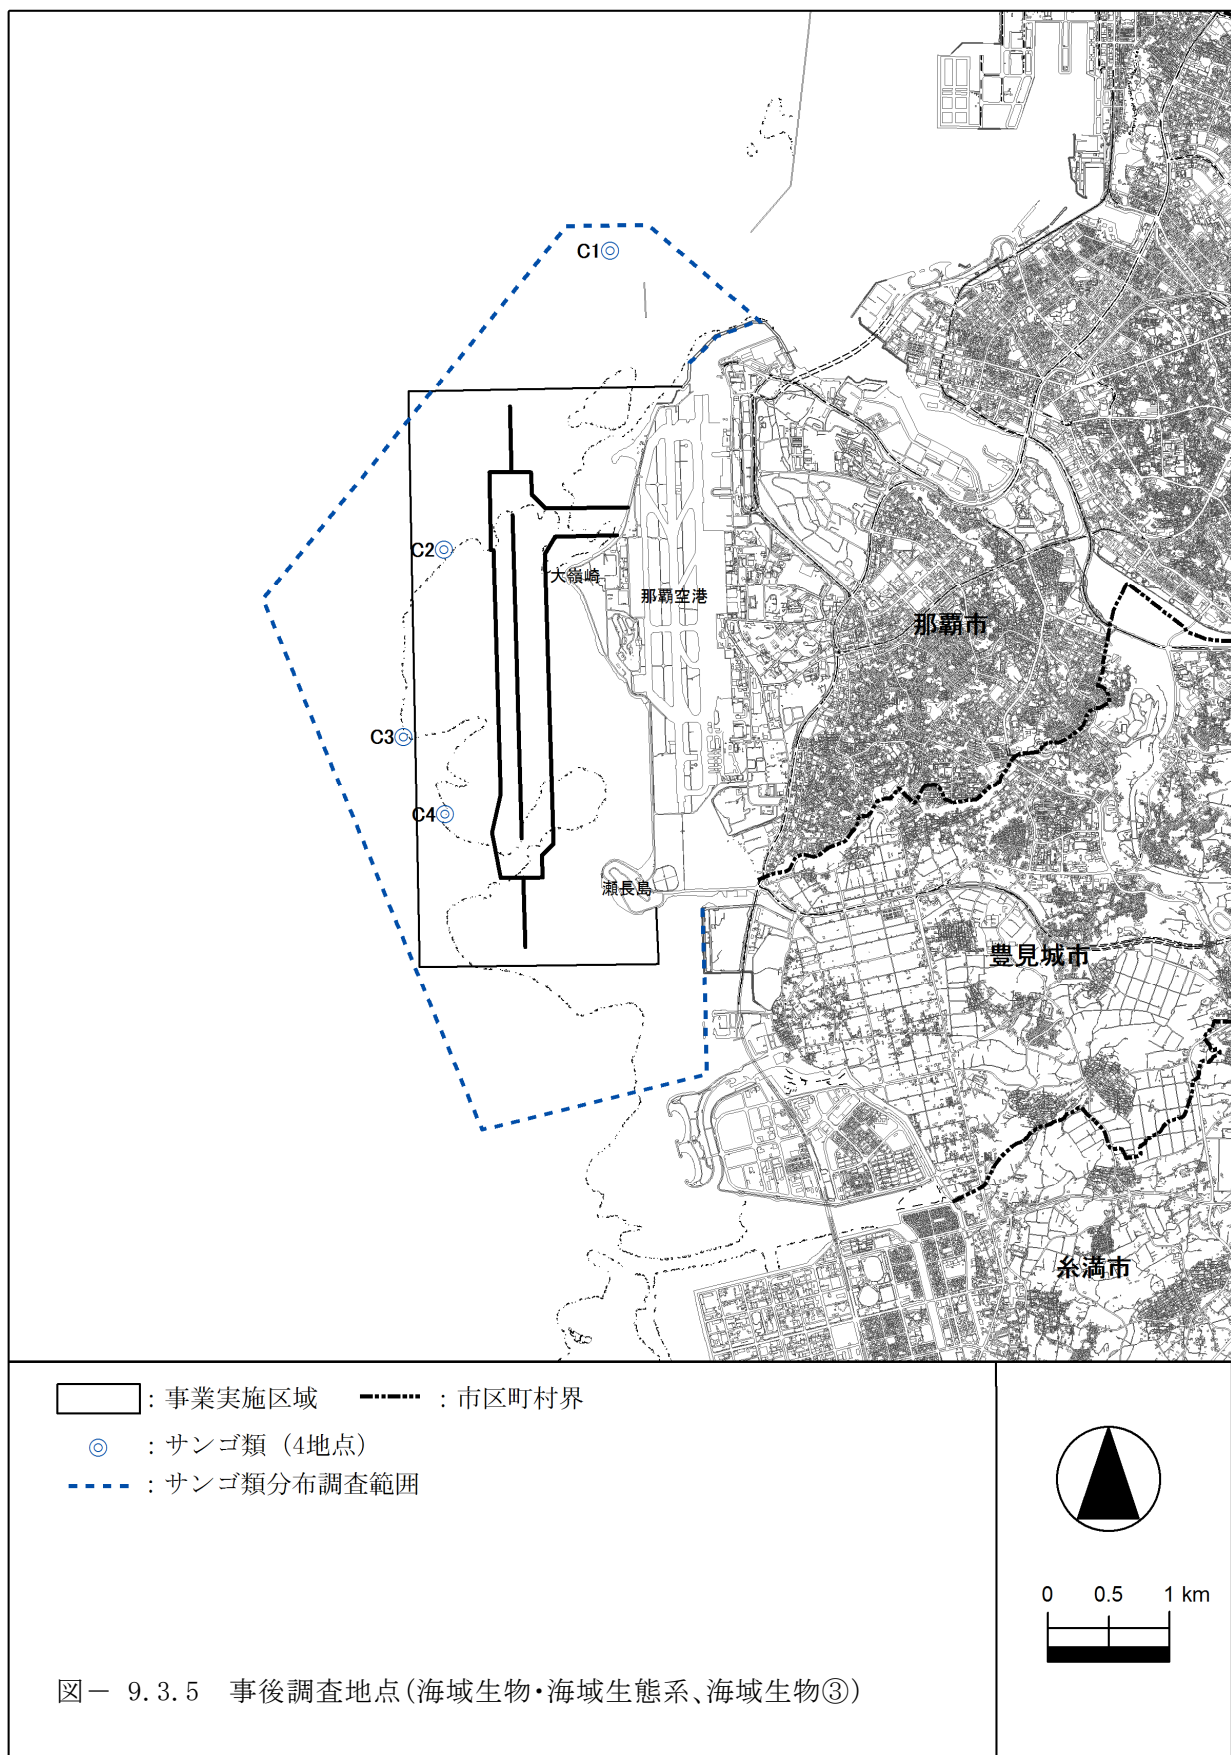 C1
C2
大嶺崎
那覇空港
那覇市
C3
C4
瀬長島
豊見城市
糸満市
：事業実施区域
：市区町村界
：サンゴ類（4地点）
：サンゴ類分布調査範囲
0 0.5 1 km
図－ 9.3.5　事後調査地点(海域生物・海域生態系、海域生物③)